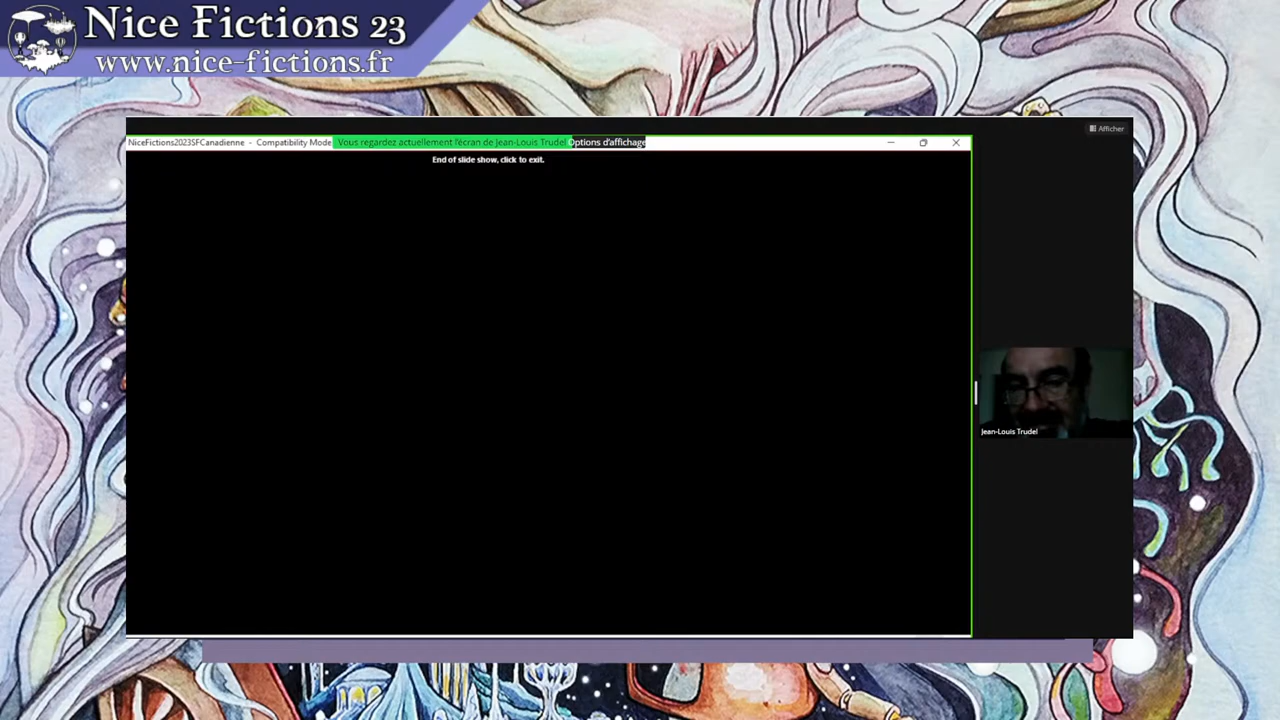 Nice Fictions 23
www.nice-fictions.fr
Afficher
NiceFictions2023SFCanadienne - Compatibility Mode
Vous regardez actuellement l'écran de Jean-Louis Trudel
Options d'affichage
End of slide show, click to exit.
Jean-Louis Trudel